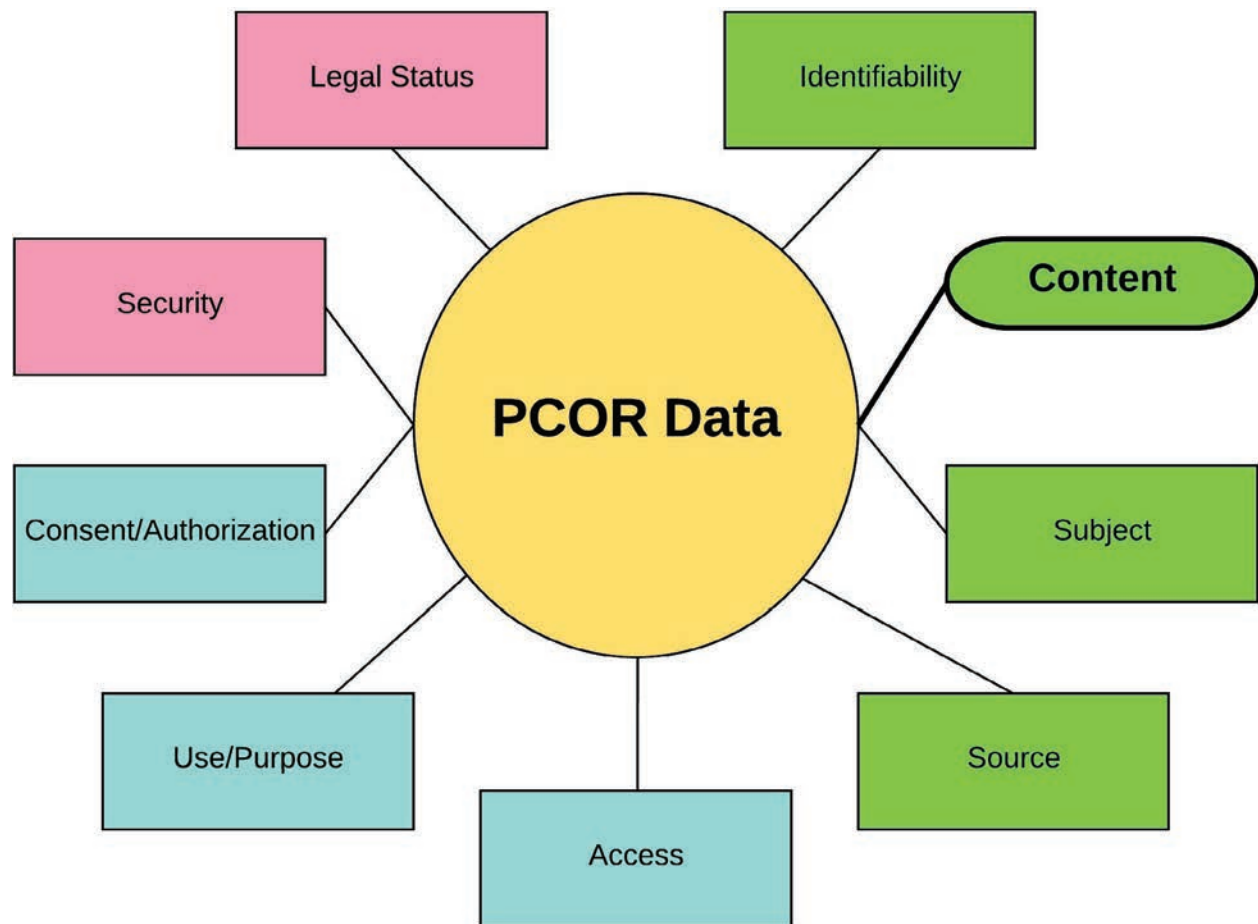 Legal Status
Identifiability
Security
Content
PCOR Data
Consent/Authorization
Subject
Use/Purpose
Source
Access